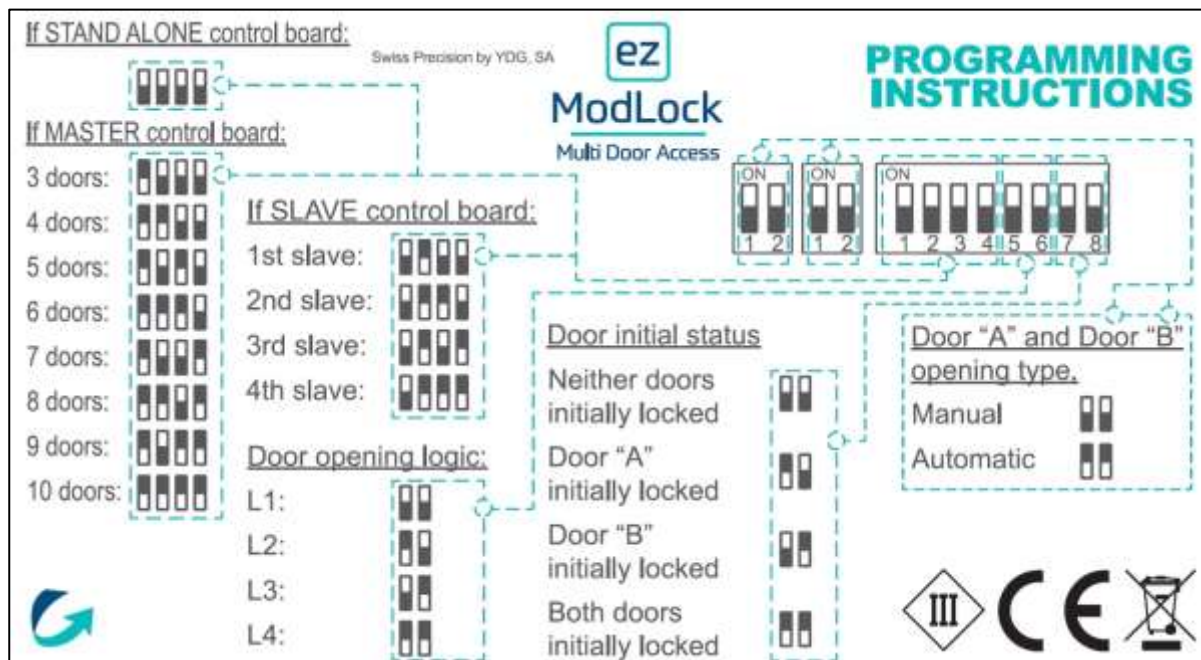 If STAND ALONE control board:
Swiss Precision by YDG, SA
ez
ModLock
Multi Door Access
PROGRAMMING
INSTRUCTIONS
If MASTER control board:
3 doors:
4 doors:
5 doors:
6 doors:
7 doors:
8 doors:
9 doors:
10 doors:
If SLAVE control board:
1st slave:
2nd slave:
3rd slave:
4th slave:
Door opening logic:
L1:
L2:
L3:
L4:
ON
1 2
ON
1 2
ON
1 2 3 4 5 6 7 8
Door initial status
Neither doors
initially locked
Door “A”
initially locked
Door “B”
initially locked
Both doors
initially locked
Door “A” and Door “B”
opening type,
Manual
Automatic
III
CE